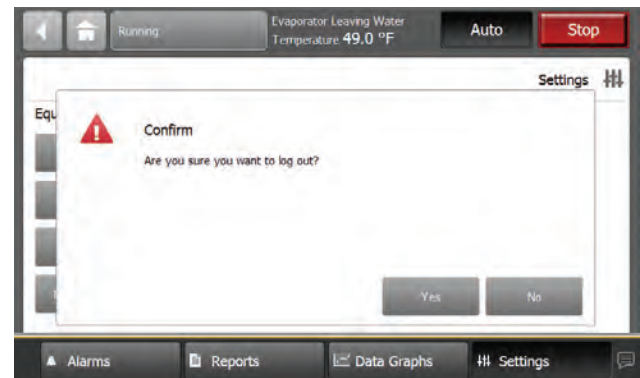 Running
Evaporator Leaving Water
Temperature 49.0 °F
Auto
Stop
Settings
Equ
Confirm
Are you sure you want to log out?
Yes
No
Alarms
Reports
Data Graphs
Settings